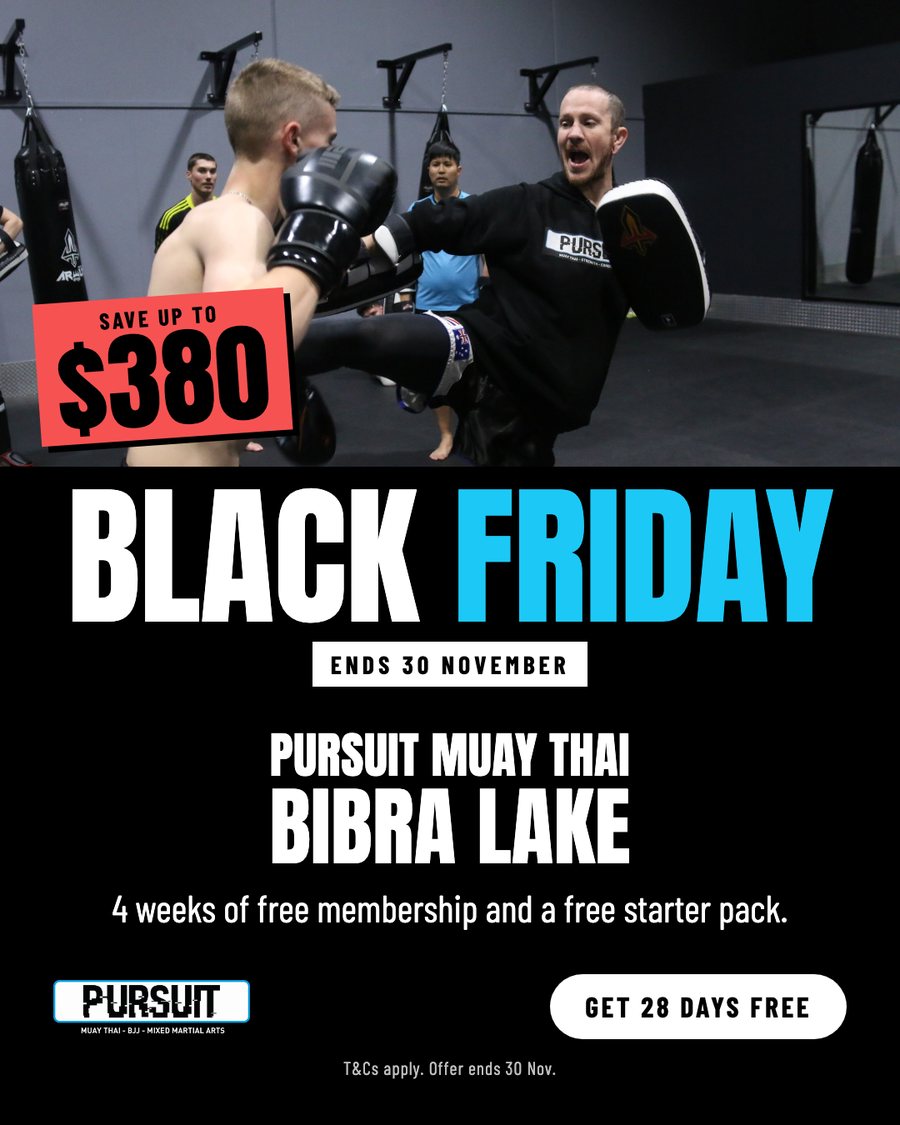 SAVE UP TO
$380
PURS
BLACK FRIDAY
ENDS 30 NOVEMBER
PURSUIT MUAY THAI
BIBRA LAKE
4 weeks of free membership and a free starter pack.
PURSUIT
MUAY THAI - BJJ - MIXED MARTIAL ARTS
GET 28 DAYS FREE
T&Cs apply. Offer ends 30 Nov.